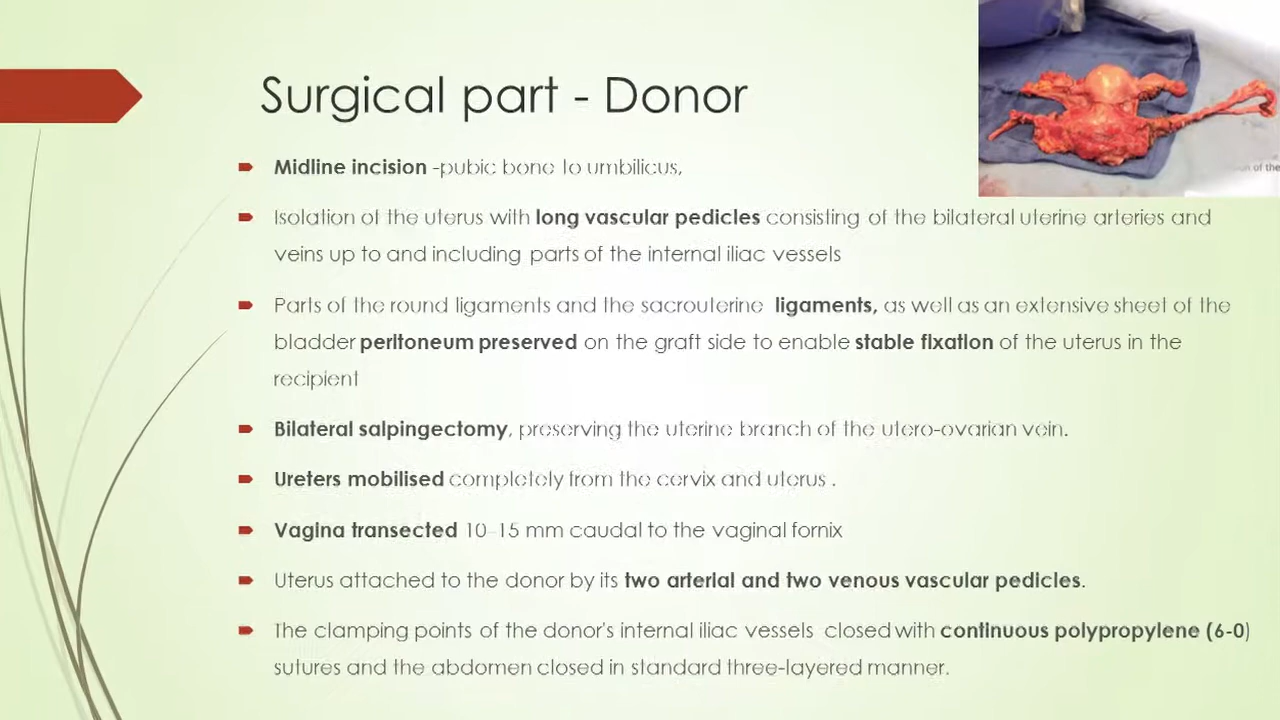 Surgical part - Donor
Midline incision -pubic bone to umbilicus,
Isolation of the uterus with long vascular pedicles consisting of the bilateral uterine arteries and
veins up to and including parts of the internal iliac vessels
Parts of the round ligaments and the sacrouterine ligaments, as well as an extensive sheet of the
bladder peritoneum preserved on the graft side to enable stable fixation of the uterus in the
recipient
Bilateral salpingectomy, preserving the uterine branch of the utero-ovarian vein.
Ureters mobilised completely from the cervix and uterus .
Vagina transected 10-15 mm caudal to the vaginal fornix
Uterus attached to the donor by its two arterial and two venous vascular pedicles.
The clamping points of the donor's internal iliac vessels closed with continuous polypropylene (6-0)
sutures and the abdomen closed in standard three-layered manner.
of the